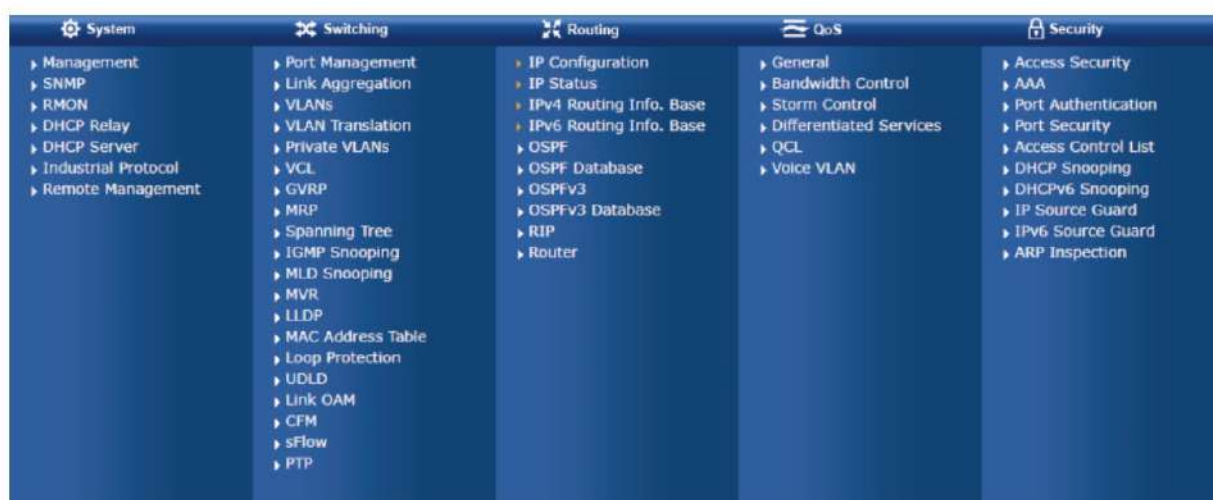 System
Management
SNMP
RMON
DHCP Relay
DHCP Server
Industrial Protocol
Remote Management
Switching
Port Management
Link Aggregation
VLANs
VLAN Translation
Private VLANs
VCL
GVRP
MRP
Spanning Tree
IGMP Snooping
MLD Snooping
MVR
LLDP
MAC Address Table
Loop Protection
UDLD
Link OAM
CFM
sFlow
PTP
Routing
IP Configuration
IP Status
IPv4 Routing Info. Base
IPv6 Routing Info. Base
OSPF
OSPF Database
OSPFv3
OSPFv3 Database
RIP
Router
QoS
General
Bandwidth Control
Storm Control
Differentiated Services
QCL
Voice VLAN
Security
Access Security
AAA
Port Authentication
Port Security
Access Control List
DHCP Snooping
DHCPv6 Snooping
IP Source Guard
IPv6 Source Guard
ARP Inspection